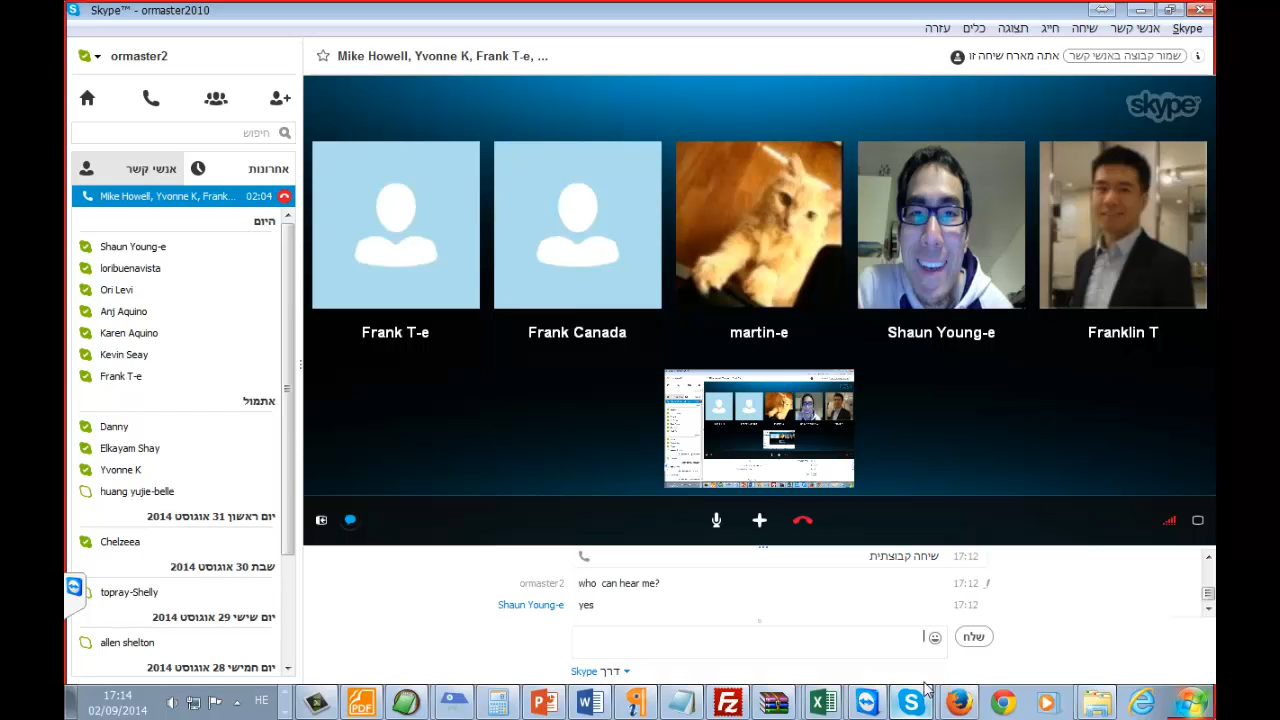 Skype™ - ormaster2010
Skype אנשי קשר שיחה חייג תצוגה כלים עזרה
ormaster2
חיפוש
אנשי קשר
אחרונות
Mike Howell, Yvonne K, Frank... 02:04
היום
Shaun Young-e
loribuenavista
Ori Levi
Anj Aquino
Karen Aquino
Kevin Seay
Frank T-e
אתמול
Danny
Elkayam Shay
Yvonne K
huang yujie-belle
יום ראשון 31 אוגוסט 2014
Chelzeea
שבת 30 אוגוסט 2014
topray-Shelly
יום שישי 29 אוגוסט 2014
allen shelton
יום חמישי 28 אוגוסט 2014
Mike Howell, Yvonne K, Frank T-e, ...
אתה מארח שיחה זו
שמור קבוצה באנשי קשר
skype
Frank T-e
Frank Canada
martin-e
Shaun Young-e
Franklin T
שיחה קבוצתית 17:12
ormaster2 who can hear me? 17:12
Shaun Young-e yes 17:12
שלח
דרך Skype
17:14
02/09/2014
HE
PDF